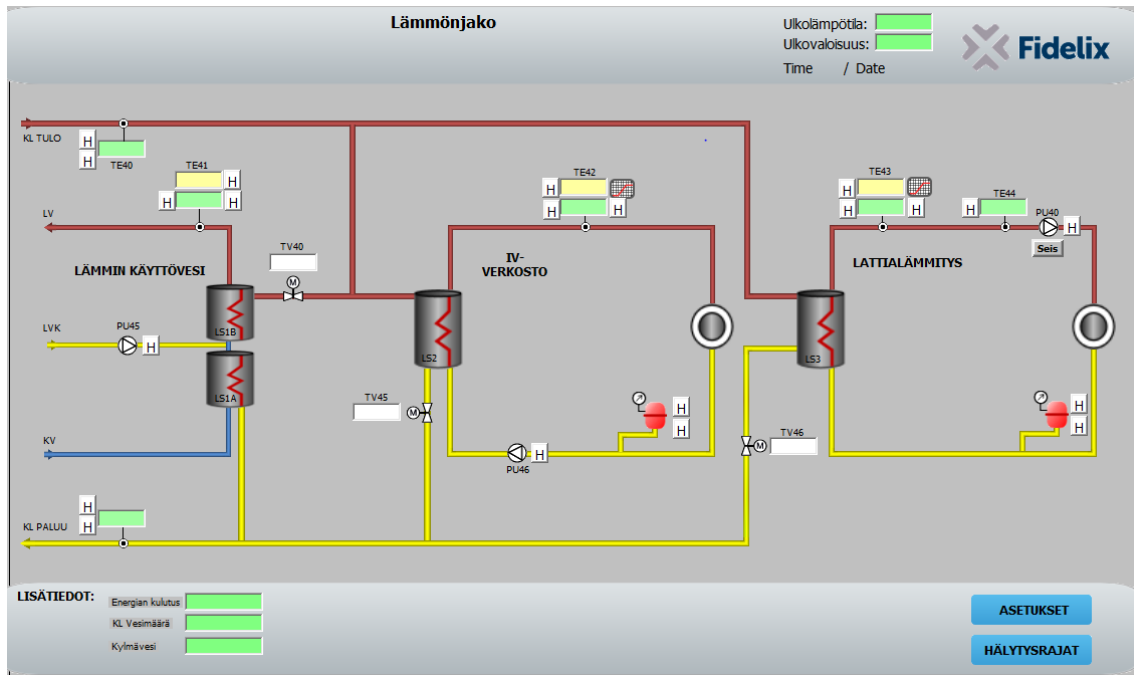 Lämmönjako
Ulkolämpötila:
Ulkovaloisuus:
Time / Date
Fidelix
KL TULO
H
H
TE40
TE41
H
H
H
LV
LÄMMIN KÄYTTÖVESI
TV40
M
TE42
H
H
H
IV-
VERKOSTO
TE43
H
H
H
TE44
H
PU40
H
Seis
LATTIALÄMMITYS
LVK
PU45
H
LS1B
LS1A
LS2
LS3
TV45
M
H
H
PU46
H
TV46
M
H
H
KV
KL PALUU
H
H
LISÄTIEDOT:
Energian kulutus
KL Vesimäärä
Kylmävesi
ASETUKSET
HÄLYTYSRAJAT